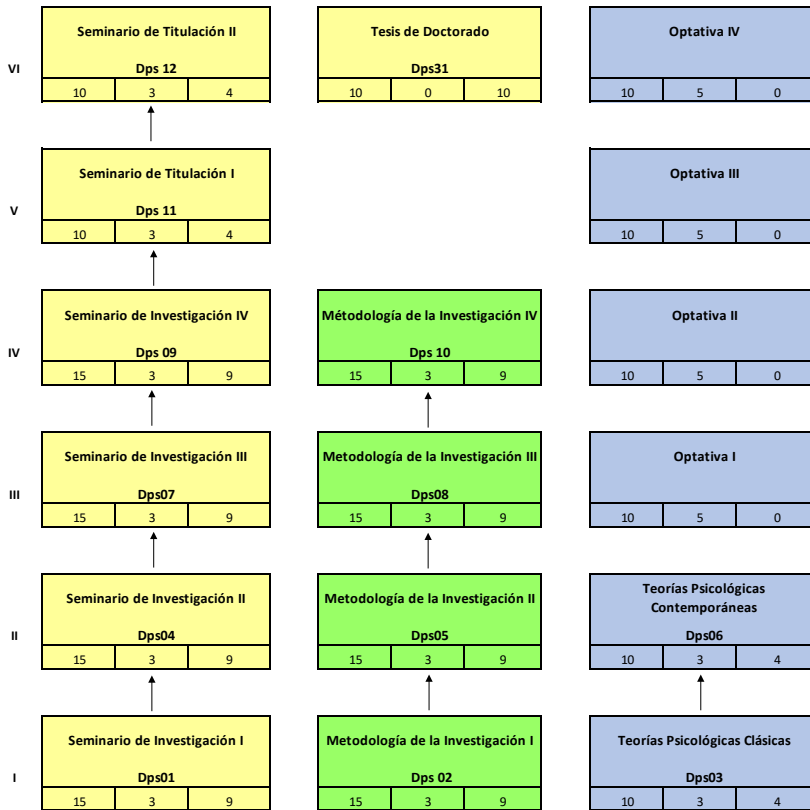 Seminario de Titulación II
Tesis de Doctorado
Optativa IV
Dps 12
Dps31
VI
10 3 4
10 0 10
10 5 0
Seminario de Titulación I
Optativa III
Dps 11
V
10 3 4
10 5 0
Seminario de Investigación IV
Métodología de la Investigación IV
Optativa II
Dps 09
Dps 10
IV
15 3 9
15 3 9
10 5 0
Seminario de Investigación III
Metodología de la Investigación III
Optativa I
Dps07
Dps08
III
15 3 9
15 3 9
10 5 0
Seminario de Investigación II
Metodología de la Investigación II
Teorías Psicológicas
Contemporáneas
Dps04
Dps05
Dps06
II
15 3 9
15 3 9
10 3 4
Seminario de Investigación I
Metodología de la Investigación I
Teorías Psicológicas Clásicas
Dps01
Dps 02
Dps03
I
15 3 9
15 3 9
10 3 4